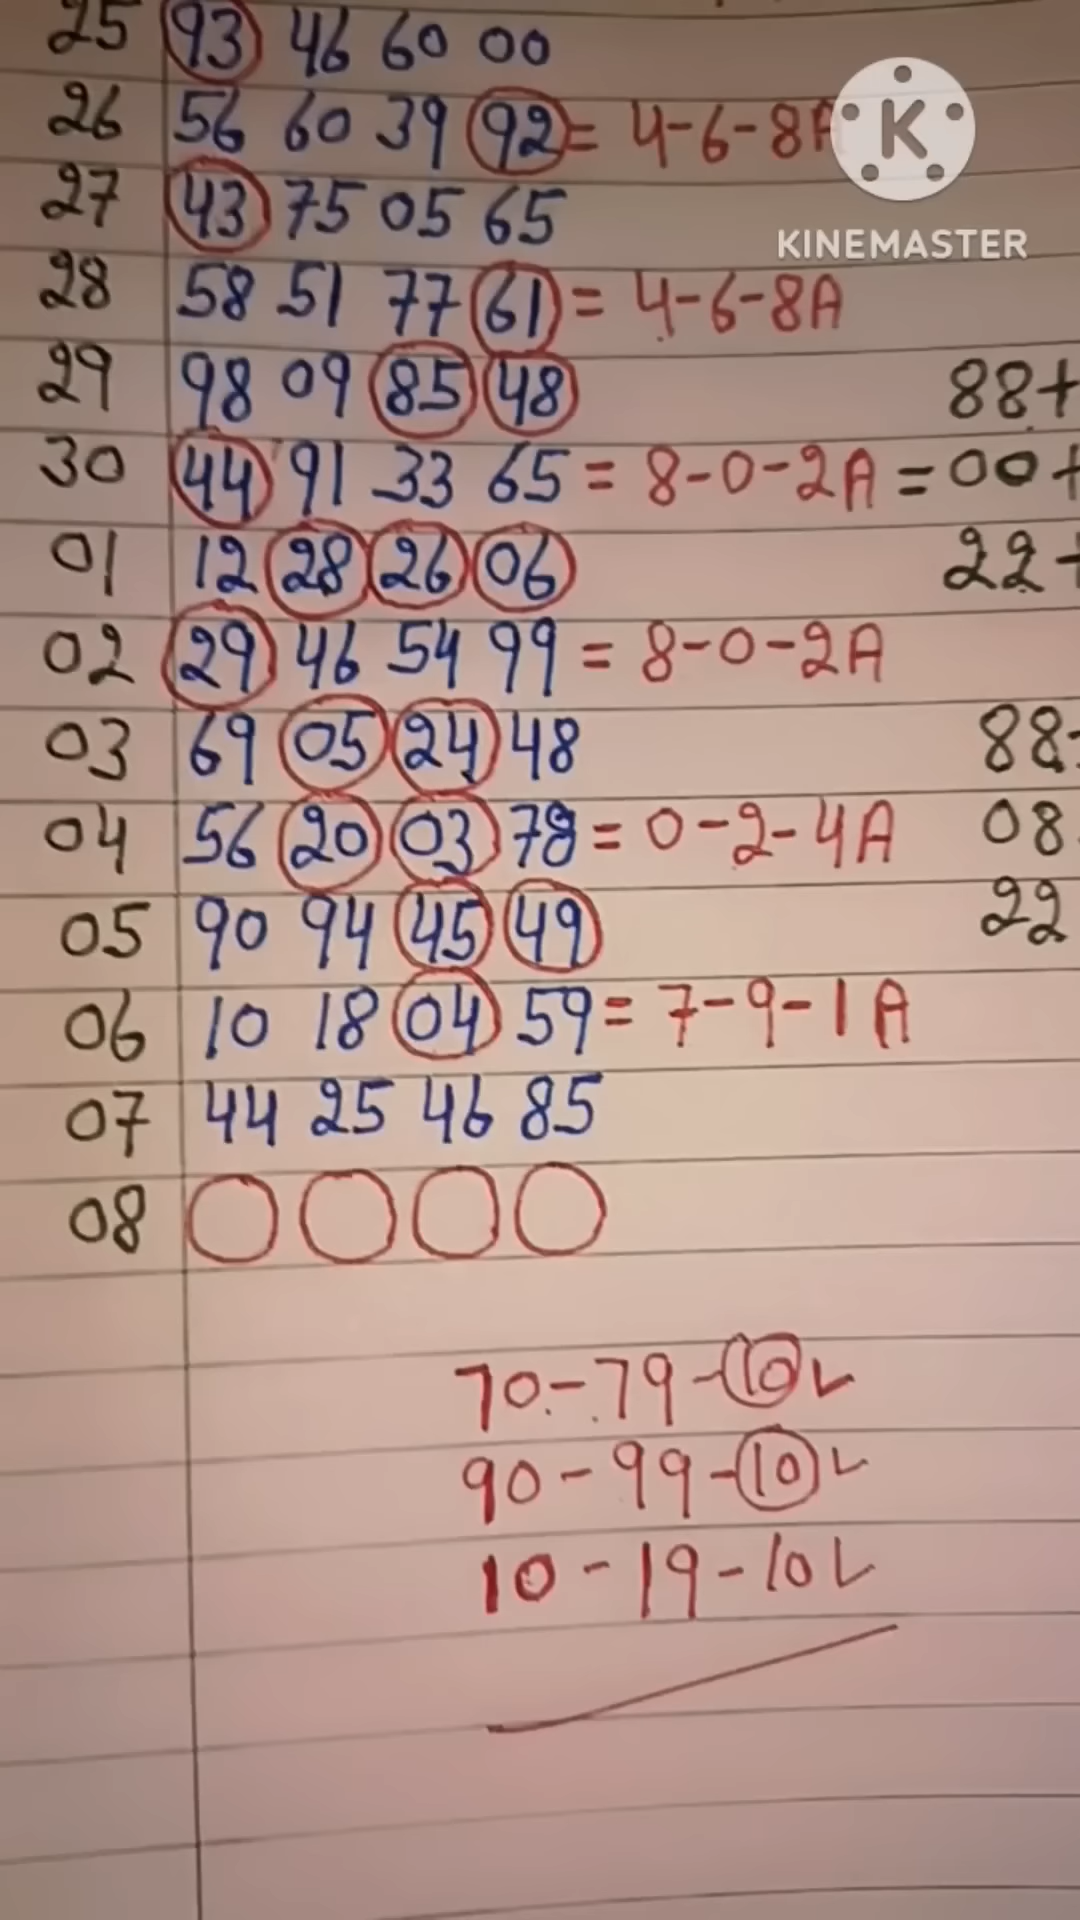 25 93 46 60 00
26 56 60 39 92 = 4-6-8A
K
27 43 75 05 65
KINEMASTER
28 58 51 77 61 = 4-6-8A
29 98 09 85 48 88+
30 44 91 33 65 = 8-0-2A = 00+
01 12 28 26 06 22+
02 29 46 54 99 = 8-0-2A
03 69 05 24 48 88
04 56 20 03 78 = 0-2-4A 08
05 90 94 45 49 22
06 10 18 04 59 = 7-9-1A
07 44 25 46 85
08
70-79-10
90-99-10
10-19-10